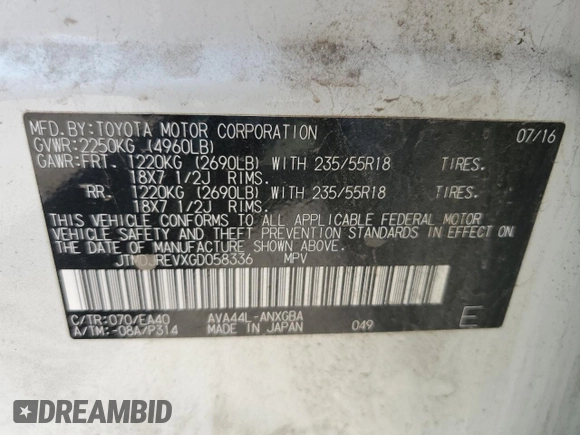 MFD.BY:TOYOTA MOTOR CORPORATION 07/16
GVWR:2250KG (4960LB)
GAWR:FRT. 1220KG (2690LB) WITH 235/55R18 TIRES.
18X7 1/2J RIMS.
RR. 1220KG (2690LB) WITH 235/55R18 TIRES.
18X7 1/2J RIMS.
THIS VEHICLE CONFORMS TO ALL APPLICABLE FEDERAL MOTOR
VEHICLE SAFETY AND THEFT PREVENTION STANDARDS IN EFFECT ON
THE DATE OF MANUFACTURE SHOWN ABOVE.
MPV
C/TR:070/EA40 AVA44L-ANXGBA
A/TM:-08A/P314 MADE IN JAPAN 049 E
DREAMBID